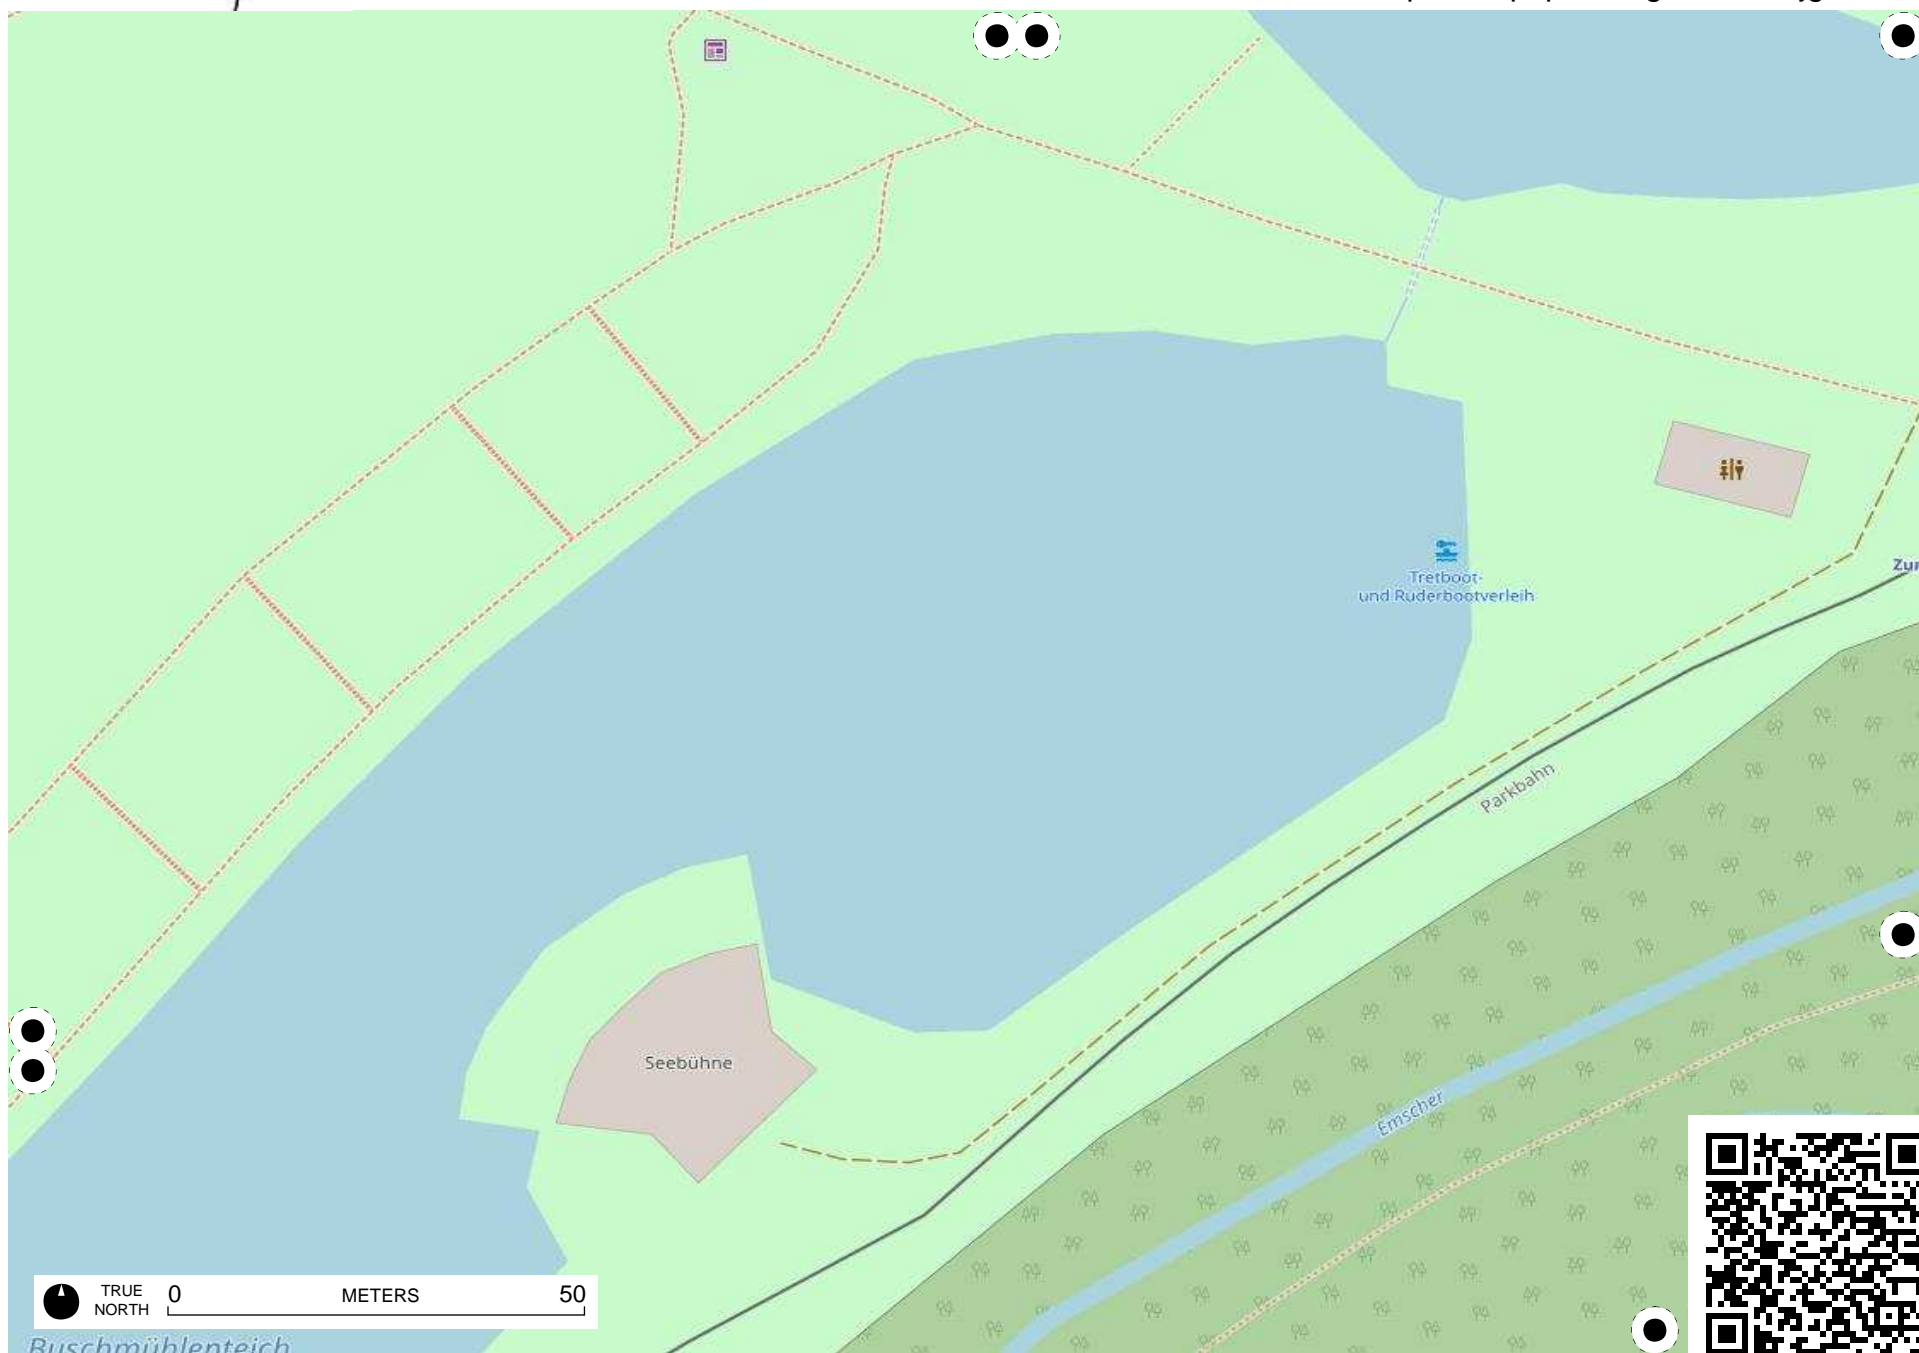 Tretboot-
und Ruderbootverleih
Parkbahn
Seebühne
Emscher
TRUE
NORTH
0
METERS
50
Buschmühlenteich